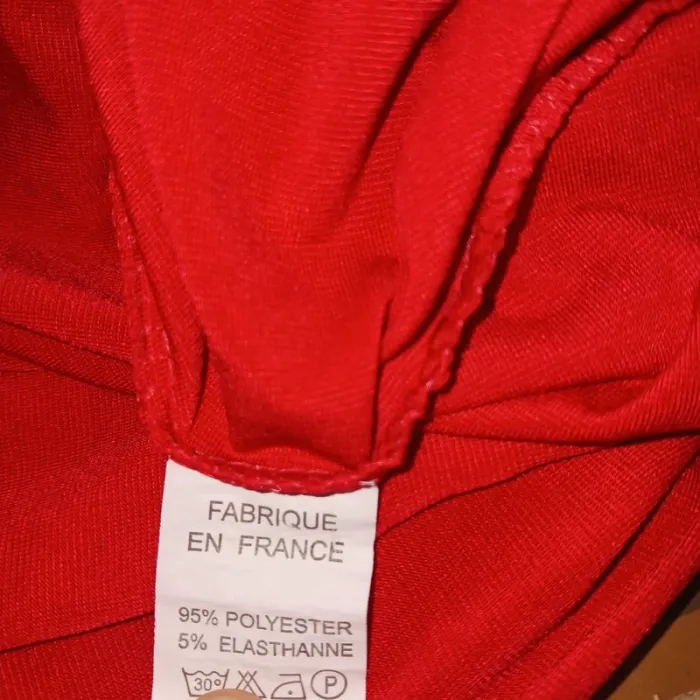 FABRIQUE
EN FRANCE
95% POLYESTER
5% ELASTHANNE
30° P